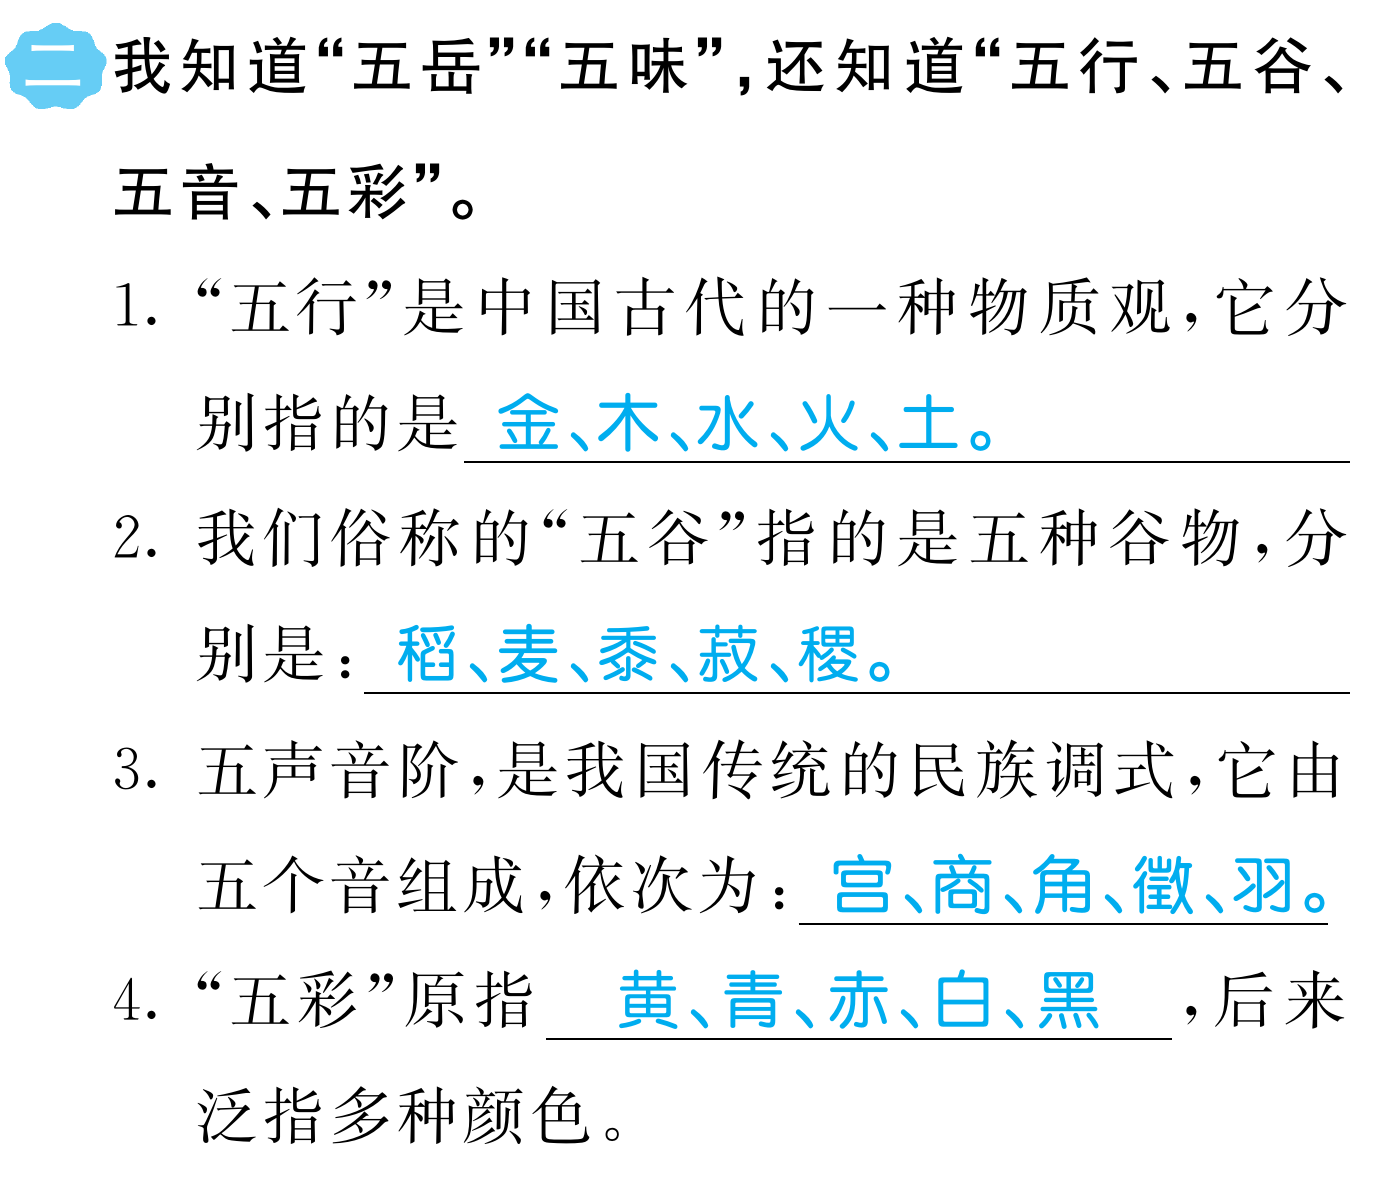 二 我知道“五岳”“五味”,还知道“五行、五谷、
五音、五彩”。
1. “五行”是中国古代的一种物质观,它分
别指的是 金、木、水、火、土。
2. 我们俗称的“五谷”指的是五种谷物,分
别是: 稻、麦、黍、菽、稷。
3. 五声音阶,是我国传统的民族调式,它由
五个音组成,依次为: 宫、商、角、徵、羽。
4. “五彩”原指 黄、青、赤、白、黑 ,后来
泛指多种颜色。